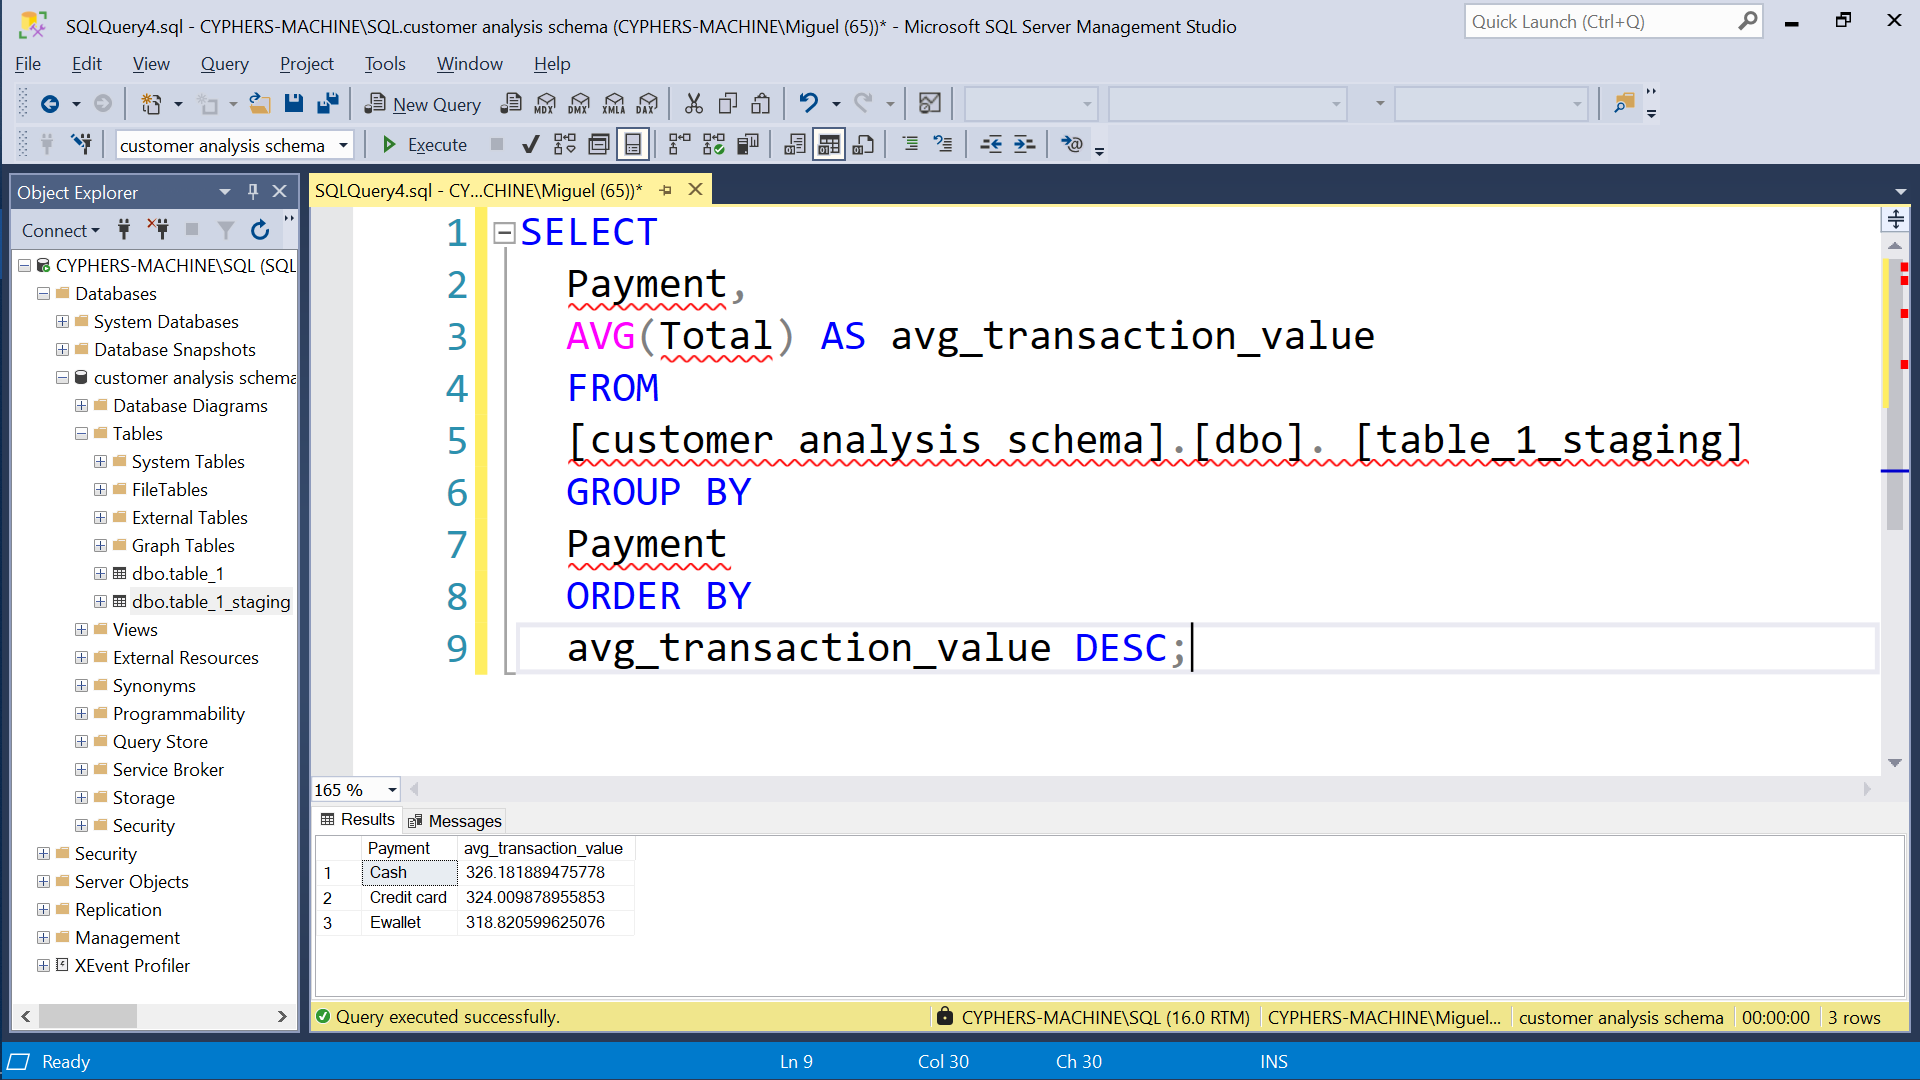 SQLQuery4.sql - CYPHERS-MACHINE\SQL.customer analysis schema (CYPHERS-MACHINE\Miguel (65))* - Microsoft SQL Server Management Studio
Quick Launch (Ctrl+Q)
File Edit View Query Project Tools Window Help
New Query MDX DMX XMLA DAX
customer analysis schema Execute
Object Explorer
Connect
CYPHERS-MACHINE\SQL (SQL
Databases
System Databases
Database Snapshots
customer analysis schema
Database Diagrams
Tables
System Tables
FileTables
External Tables
Graph Tables
dbo.table_1
dbo.table_1_staging
Views
External Resources
Synonyms
Programmability
Query Store
Service Broker
Storage
Security
Security
Server Objects
Replication
Management
XEvent Profiler
SQLQuery4.sql - CY...CHINE\Miguel (65))*
1 SELECT
2 Payment,
3 AVG(Total) AS avg_transaction_value
4 FROM
5 [customer analysis schema].[dbo]. [table_1_staging]
6 GROUP BY
7 Payment
8 ORDER BY
9 avg_transaction_value DESC;
165 %
Results Messages
Payment avg_transaction_value
1 Cash 326.181889475778
2 Credit card 324.009878955853
3 Ewallet 318.820599625076
Query executed successfully. CYPHERS-MACHINE\SQL (16.0 RTM) CYPHERS-MACHINE\Miguel... customer analysis schema 00:00:00 3 rows
Ready Ln 9 Col 30 Ch 30 INS